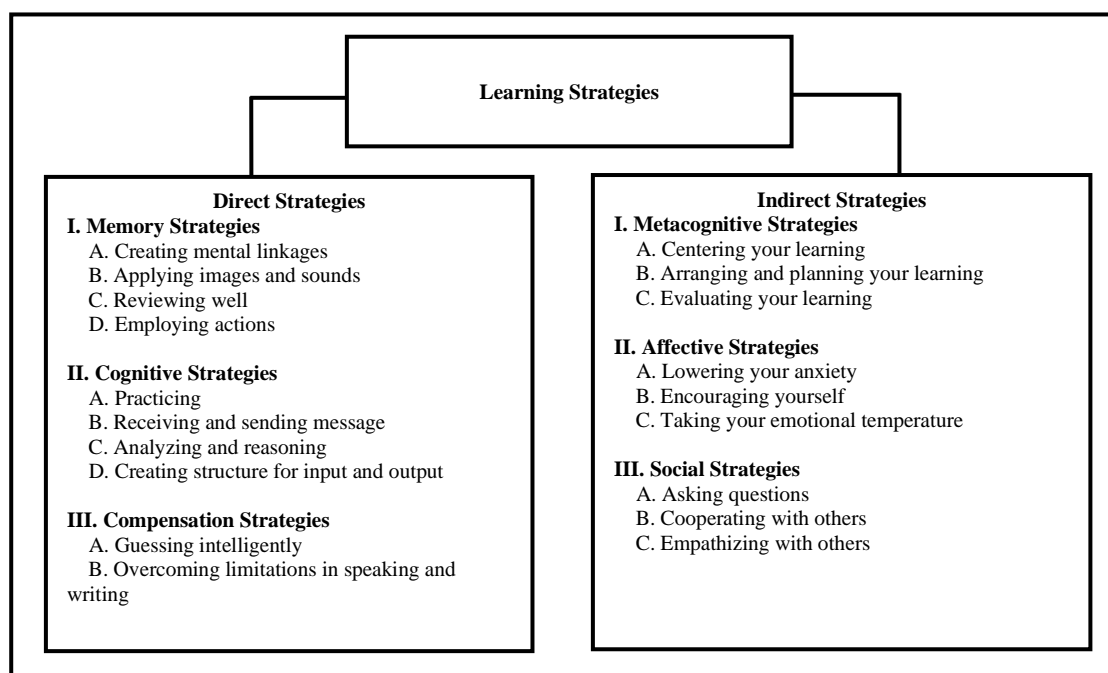 Learning Strategies
Direct Strategies
I. Memory Strategies
A. Creating mental linkages
B. Applying images and sounds
C. Reviewing well
D. Employing actions
II. Cognitive Strategies
A. Practicing
B. Receiving and sending message
C. Analyzing and reasoning
D. Creating structure for input and output
III. Compensation Strategies
A. Guessing intelligently
B. Overcoming limitations in speaking and
writing
Indirect Strategies
I. Metacognitive Strategies
A. Centering your learning
B. Arranging and planning your learning
C. Evaluating your learning
II. Affective Strategies
A. Lowering your anxiety
B. Encouraging yourself
C. Taking your emotional temperature
III. Social Strategies
A. Asking questions
B. Cooperating with others
C. Empathizing with others